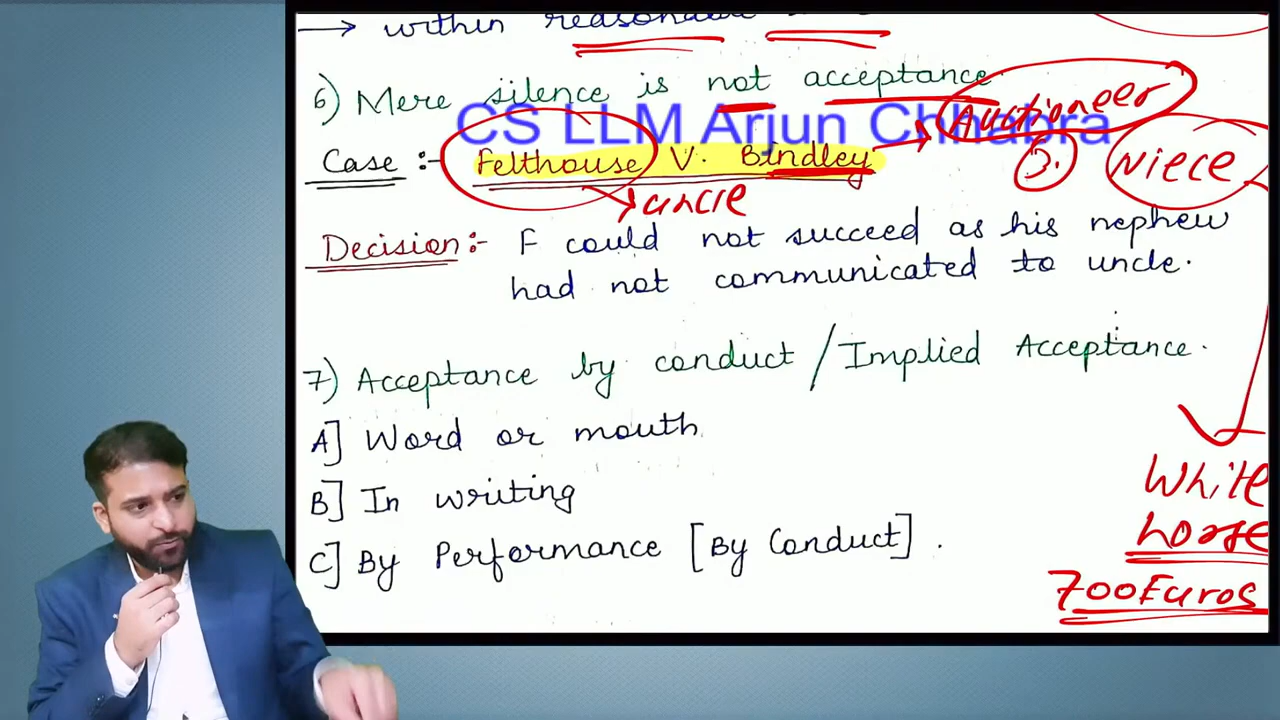 → within reasonable
6) Mere silence is not acceptance.
CS LLM Arjun Chhabra
Auctioneer
Case :- Felthouse V. Bindley →
3.
Niece
→ uncle
Decision:- F could not succeed as his nephew
had not communicated to uncle.
7) Acceptance by conduct / Implied Acceptance.
A] Word or mouth
B] In writing
C] By Performance [By Conduct].
White
horse
700 Euros